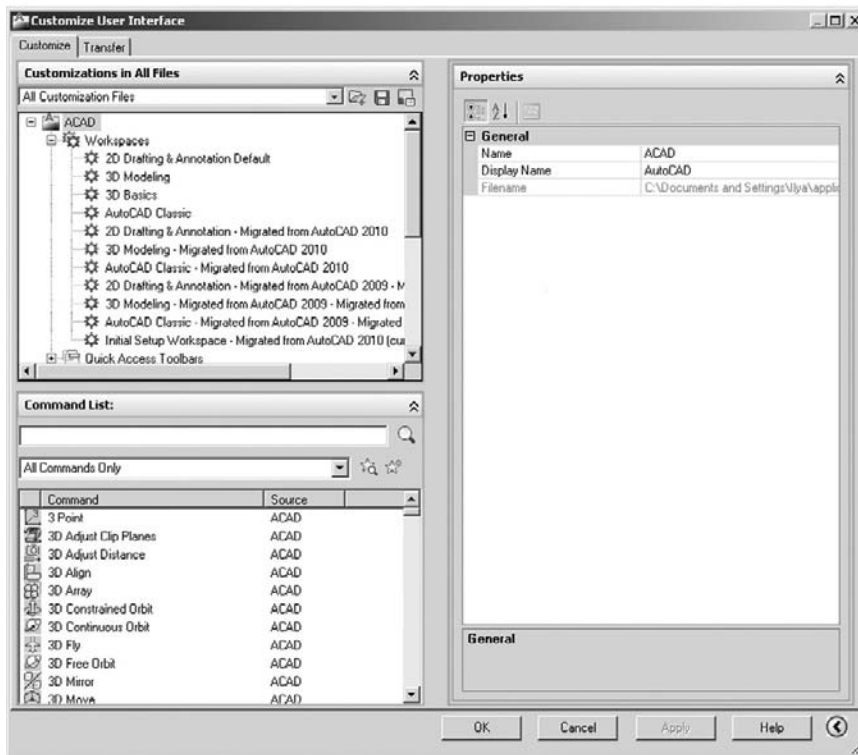 Customize User Interface
Customize Transfer
Customizations in All Files
All Customization Files
ACAD
Workspaces
2D Drafting & Annotation Default
3D Modeling
3D Basics
AutoCAD Classic
2D Drafting & Annotation - Migrated from AutoCAD 2010
3D Modeling - Migrated from AutoCAD 2010
AutoCAD Classic - Migrated from AutoCAD 2010
2D Drafting & Annotation - Migrated from AutoCAD 2009 - M
3D Modeling - Migrated from AutoCAD 2009 - Migrated from
AutoCAD Classic - Migrated from AutoCAD 2009 - Migrated
Initial Setup Workspace - Migrated from AutoCAD 2010 (cu
Quick Access Toolbars
Command List:
All Commands Only
Command Source
3 Point ACAD
3D Adjust Clip Planes ACAD
3D Adjust Distance ACAD
3D Align ACAD
3D Array ACAD
3D Constrained Orbit ACAD
3D Continuous Orbit ACAD
3D Fly ACAD
3D Free Orbit ACAD
3D Mirror ACAD
3D Move ACAD
Properties
General
Name ACAD
Display Name AutoCAD
Filename C:\Documents and Settings\Ilya\applic
General
OK Cancel Apply Help